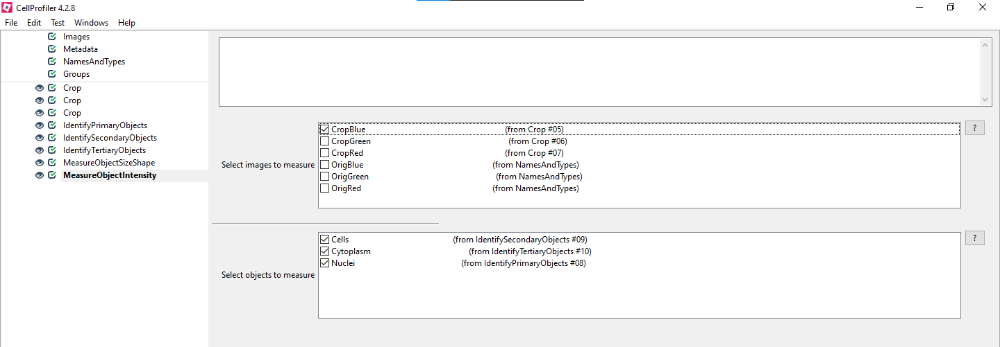 CellProfiler 4.2.8
File Edit Test Windows Help
Images
Metadata
NamesAndTypes
Groups
Crop
Crop
Crop
IdentifyPrimaryObjects
IdentifySecondaryObjects
IdentifyTertiaryObjects
MeasureObjectSizeShape
MeasureObjectIntensity
Select images to measure
CropBlue (from Crop #05)
CropGreen (from Crop #06)
CropRed (from Crop #07)
OrigBlue (from NamesAndTypes)
OrigGreen (from NamesAndTypes)
OrigRed (from NamesAndTypes)
?
Select objects to measure
Cells (from IdentifySecondaryObjects #09)
Cytoplasm (from IdentifyTertiaryObjects #10)
Nuclei (from IdentifyPrimaryObjects #08)
?